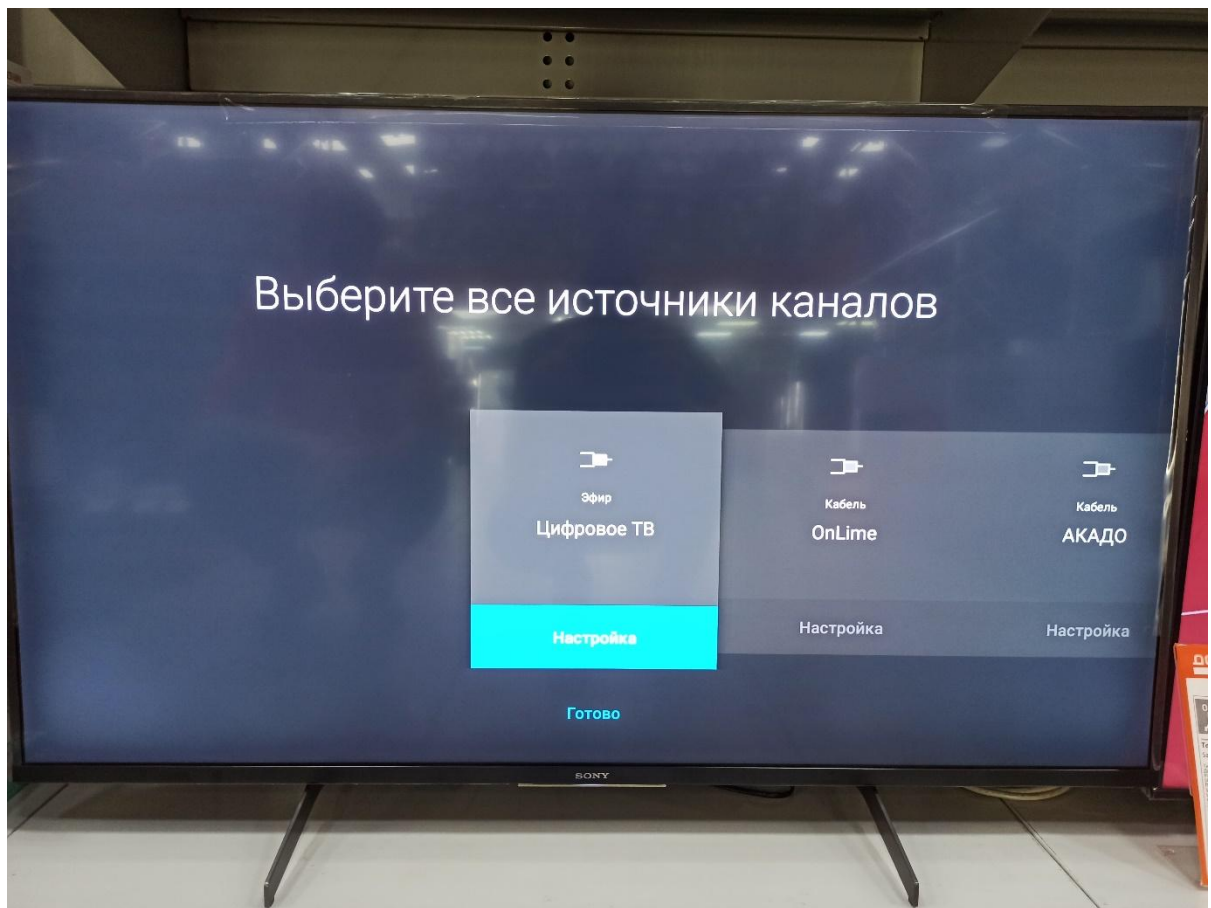 Выберите все источники каналов
Эфир
Цифровое ТВ
Настройка
Кабель
OnLime
Настройка
Кабель
АКАДО
Настройка
Готово
SONY